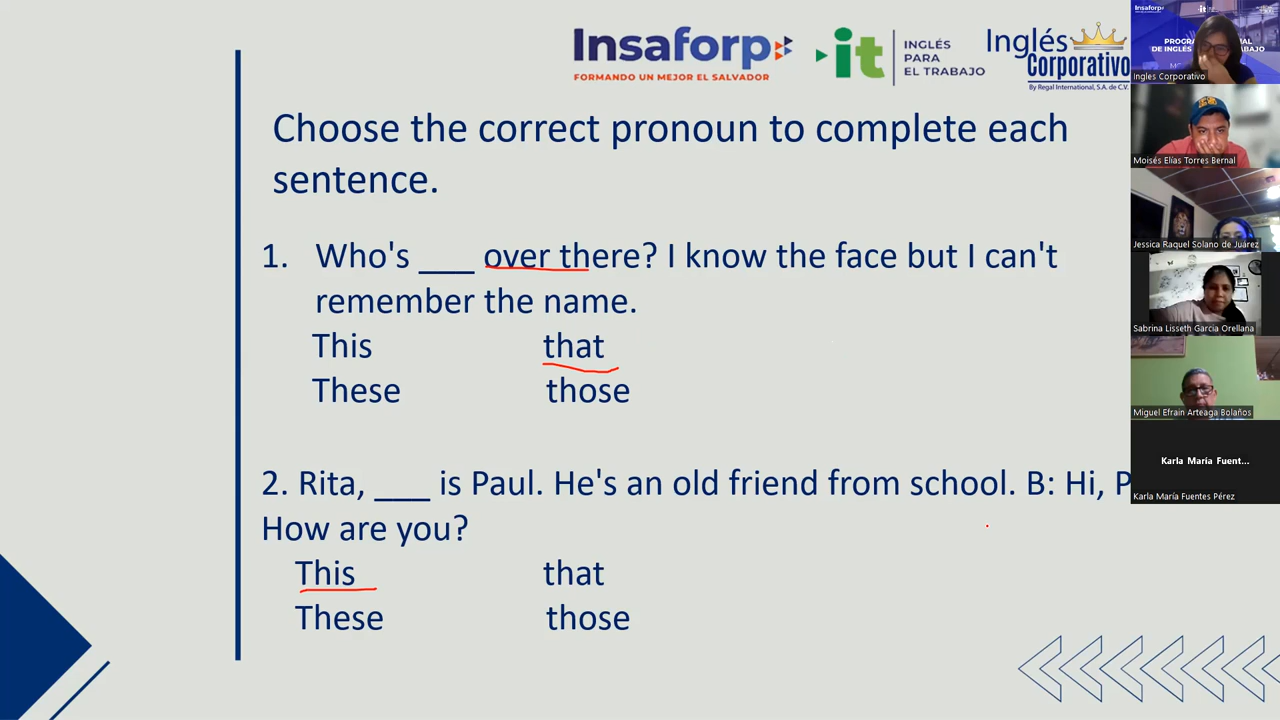 Insaforp
FORMANDO UN MEJOR EL SALVADOR
it
INGLÉS
PARA
EL TRABAJO
Inglés
Corporativo
By Regal International, S.A. de C.V.
Choose the correct pronoun to complete each
sentence.
1. Who's ___ over there? I know the face but I can't
remember the name.
This that
These those
2. Rita, ___ is Paul. He's an old friend from school. B: Hi, P
How are you?
This that
These those
Insaforp
it
Ingles Corporativo
Moisés Elías Torres Bernal
Jessica Raquel Solano de Juárez
Sabrina Lisseth Garcia Orellana
Miguel Efrain Arteaga Bolaños
Karla María Fuent...
Karla María Fuentes Pérez